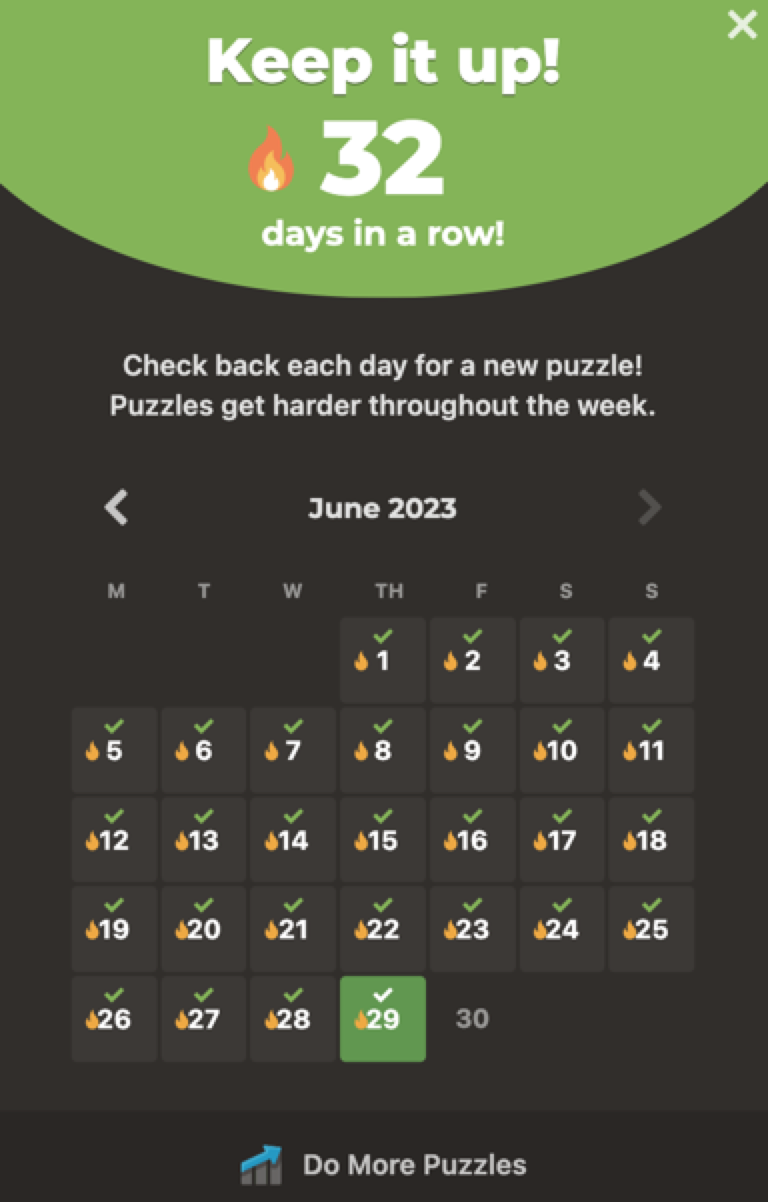 Keep it up!
32
days in a row!
Check back each day for a new puzzle!
Puzzles get harder throughout the week.
June 2023
M T W TH F S S
1 2 3 4
5 6 7 8 9 10 11
12 13 14 15 16 17 18
19 20 21 22 23 24 25
26 27 28 29 30
Do More Puzzles